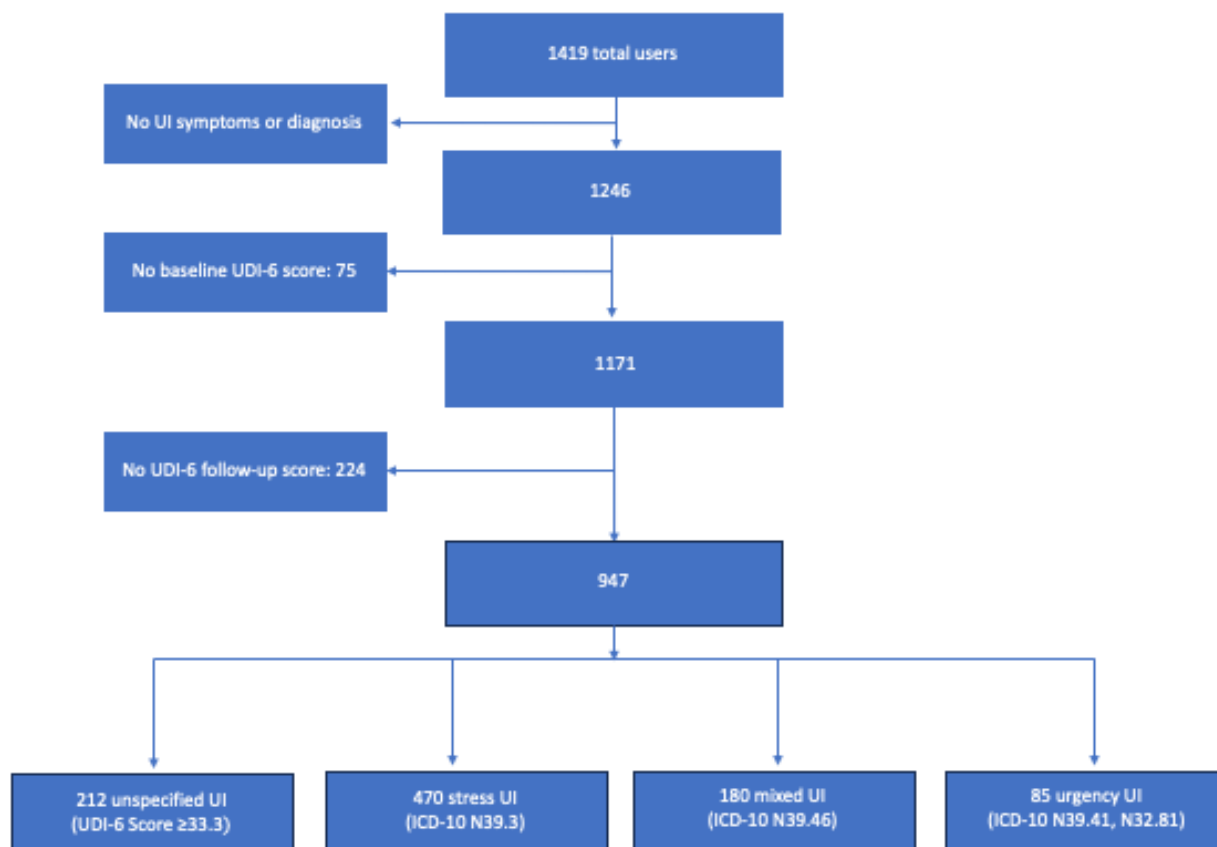 1419 total users
No UI symptoms or diagnosis
1246
No baseline UDI-6 score: 75
1171
No UDI-6 follow-up score: 224
947
212 unspecified UI
(UDI-6 Score ≥33.3)
470 stress UI
(ICD-10 N39.3)
180 mixed UI
(ICD-10 N39.46)
85 urgency UI
(ICD-10 N39.41, N32.81)